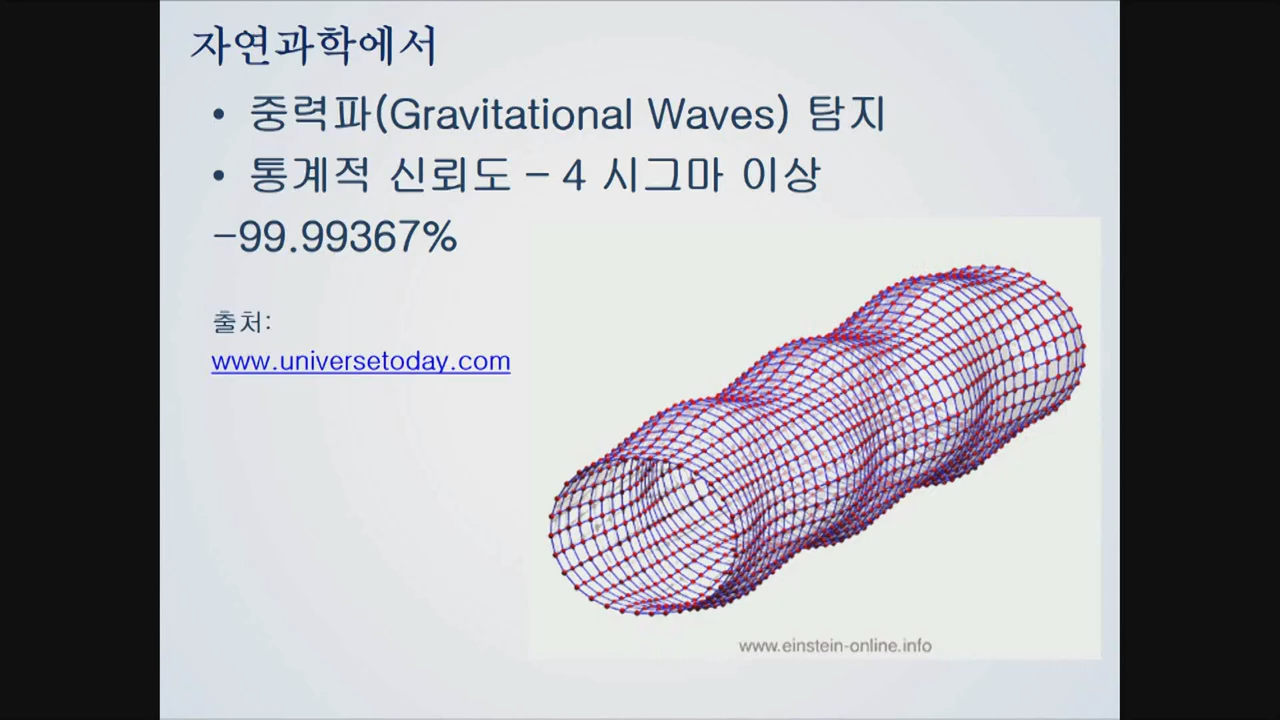 자연과학에서
• 중력파(Gravitational Waves) 탐지
• 통계적 신뢰도 – 4 시그마 이상
–99.99367%
출처:
www.universetoday.com
www.einstein-online.info